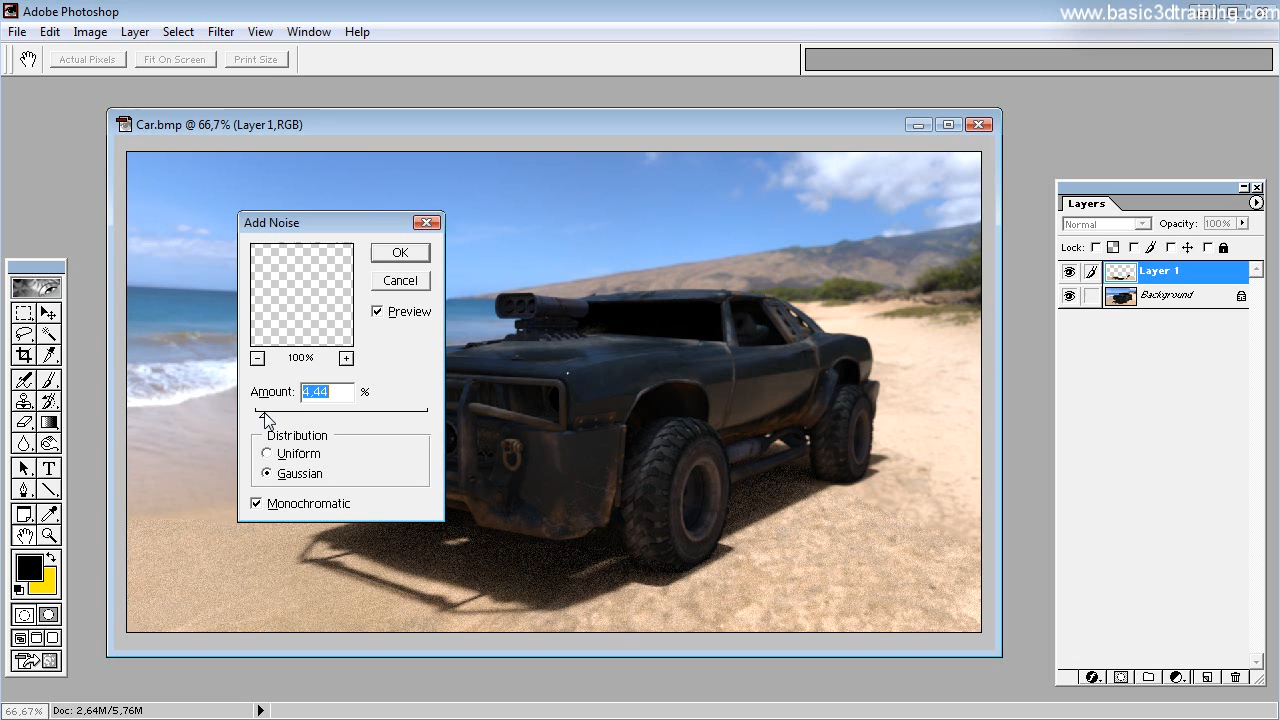 Adobe Photoshop
www.basic3dtraining.com
File Edit Image Layer Select Filter View Window Help
Actual Pixels Fit On Screen Print Size
Car.bmp @ 66,7% (Layer 1,RGB)
Add Noise
OK
Cancel
Preview
100%
Amount: 4,44 %
Distribution
Uniform
Gaussian
Monochromatic
Layers
Normal Opacity: 100%
Lock:
Layer 1
Background
T
66,67% Doc: 2,64M/5,76M